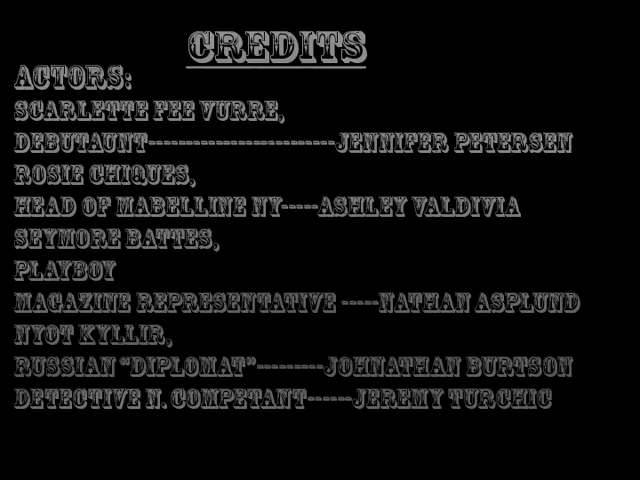 CREDITS
ACTORS:
SCARLETTE FEE VURRE,
DEBUTAUNT-------------------------JENNIFER PETERSEN
ROSIE CHIQUES,
HEAD OF MABELLINE NY-----ASHLEY VALDIVIA
SEYMORE BATTES,
PLAYBOY
MAGAZINE REPRESENTATIVE -----NATHAN ASPLUND
NYOT KYLLIR,
RUSSIAN “DIPLOMAT”---------JOHNATHAN BURTSON
DETECTIVE N. COMPETANT------JEREMY TURCHIC